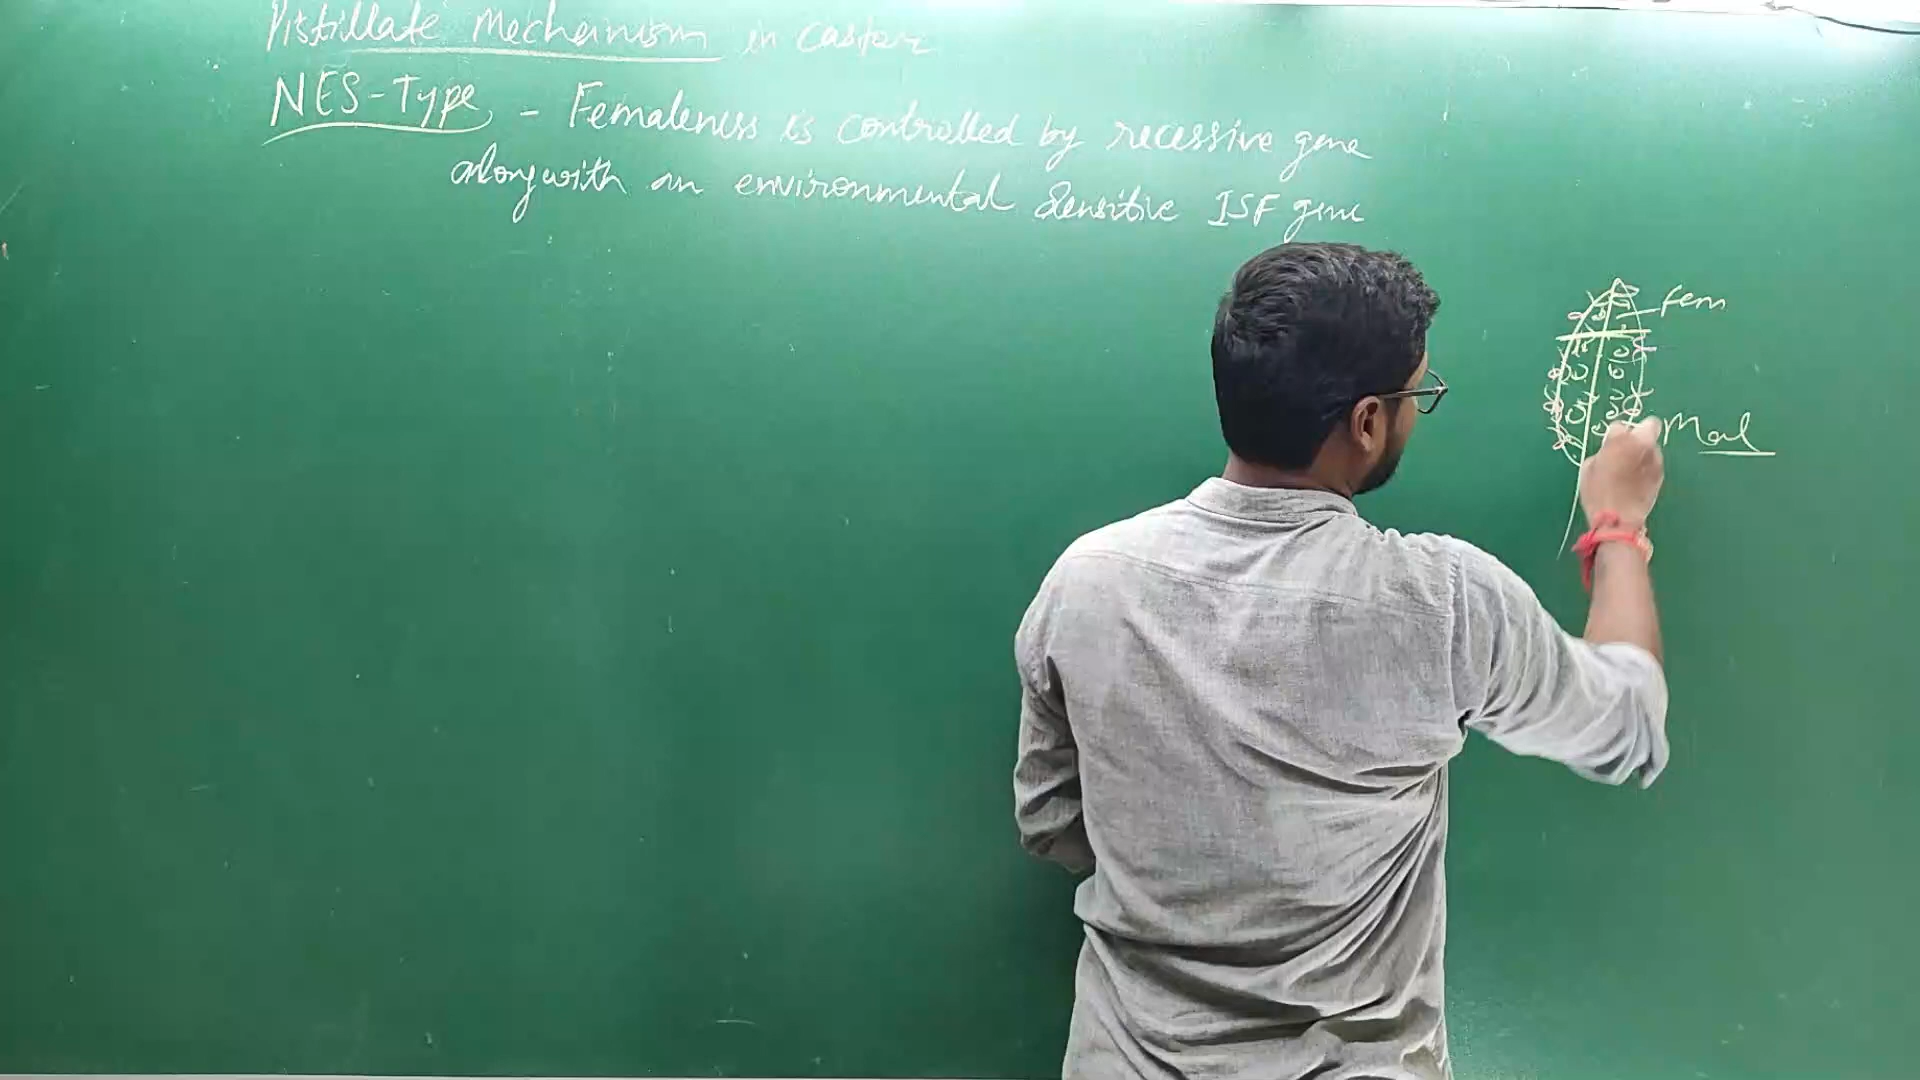 Pistillate Mechanism in castor
NES-Type - Femaleness is controlled by recessive gene
alongwith an environmental sensitive ISF gene
Fem
Mal